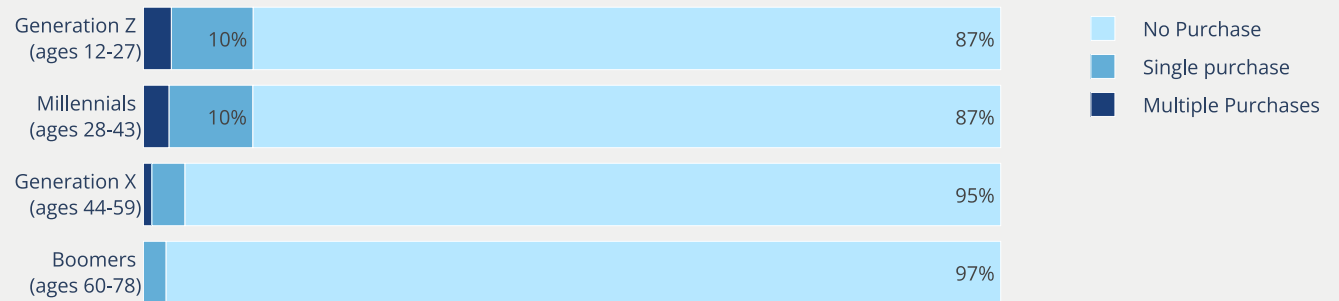 Generation Z
(ages 12-27)
10%
87%
Millennials
(ages 28-43)
10%
87%
Generation X
(ages 44-59)
95%
Boomers
(ages 60-78)
97%
No Purchase
Single purchase
Multiple Purchases